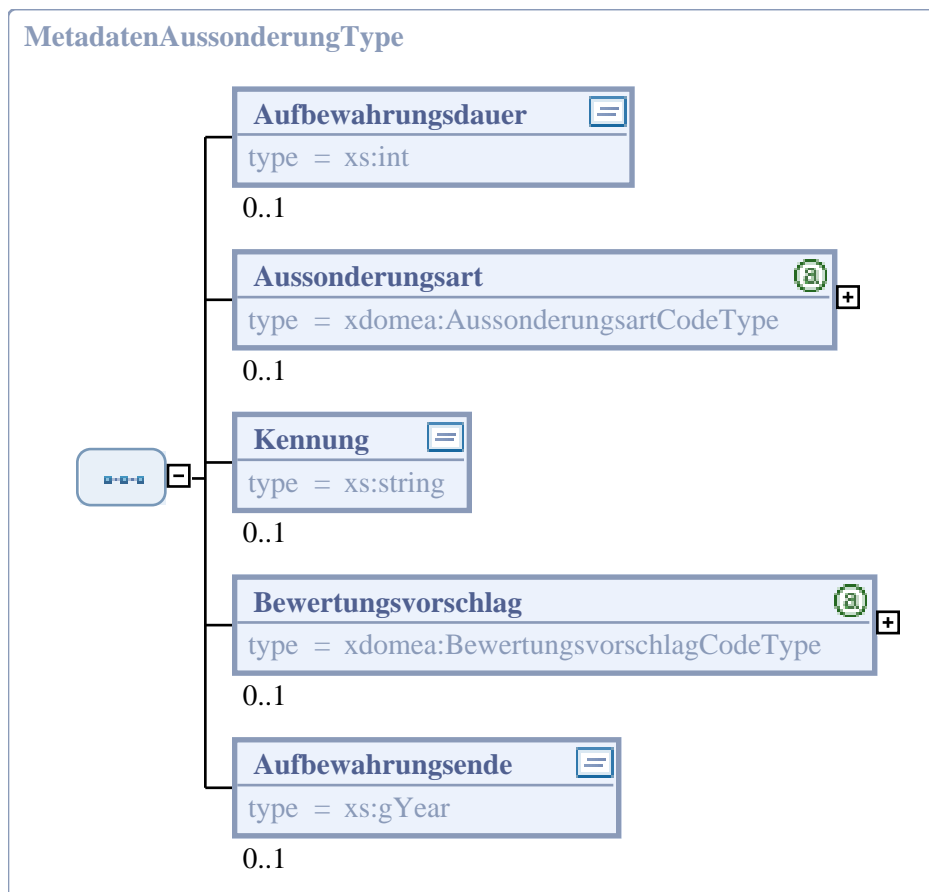 MetadatenAussonderungType
Aufbewahrungsdauer
type = xs:int
0..1
Aussonderungsart
type = xdomea:AussonderungsartCodeType
0..1
Kennung
type = xs:string
0..1
Bewertungsvorschlag
type = xdomea:BewertungsvorschlagCodeType
0..1
Aufbewahrungsende
type = xs:gYear
0..1